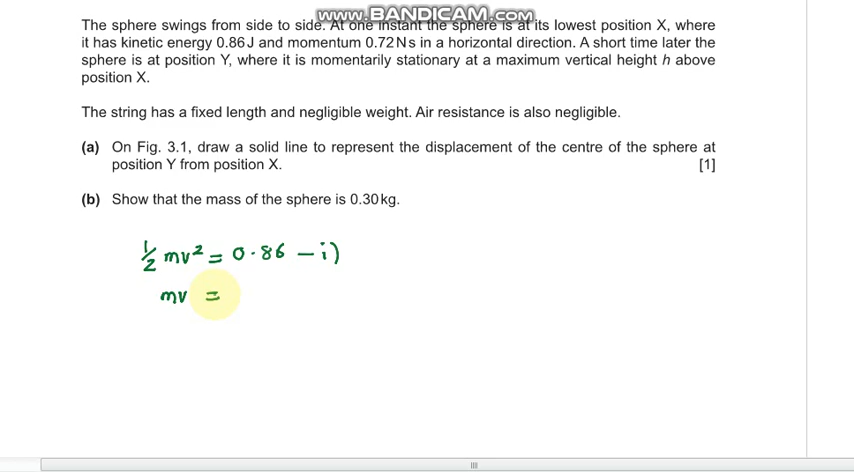 www.BANDICAM.com
The sphere swings from side to side. At one instant the sphere is at its lowest position X, where
it has kinetic energy 0.86 J and momentum 0.72 N s in a horizontal direction. A short time later the
sphere is at position Y, where it is momentarily stationary at a maximum vertical height h above
position X.
The string has a fixed length and negligible weight. Air resistance is also negligible.
(a) On Fig. 3.1, draw a solid line to represent the displacement of the centre of the sphere at
position Y from position X. [1]
(b) Show that the mass of the sphere is 0.30 kg.
½ mv² = 0.86 – i)
mv =